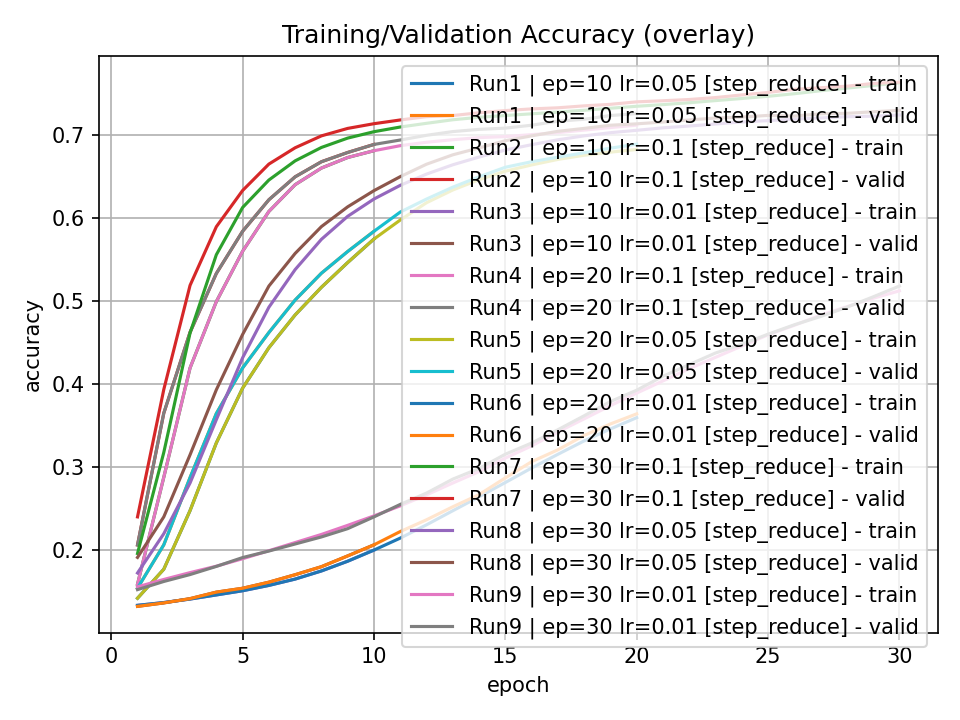 Training/Validation Accuracy (overlay)
Run1 | ep=10 lr=0.05 [step_reduce] - train
Run1 | ep=10 lr=0.05 [step_reduce] - valid
Run2 | ep=10 lr=0.1 [step_reduce] - train
Run2 | ep=10 lr=0.1 [step_reduce] - valid
Run3 | ep=10 lr=0.01 [step_reduce] - train
Run3 | ep=10 lr=0.01 [step_reduce] - valid
Run4 | ep=20 lr=0.1 [step_reduce] - train
Run4 | ep=20 lr=0.1 [step_reduce] - valid
Run5 | ep=20 lr=0.05 [step_reduce] - train
Run5 | ep=20 lr=0.05 [step_reduce] - valid
Run6 | ep=20 lr=0.01 [step_reduce] - train
Run6 | ep=20 lr=0.01 [step_reduce] - valid
Run7 | ep=30 lr=0.1 [step_reduce] - train
Run7 | ep=30 lr=0.1 [step_reduce] - valid
Run8 | ep=30 lr=0.05 [step_reduce] - train
Run8 | ep=30 lr=0.05 [step_reduce] - valid
Run9 | ep=30 lr=0.01 [step_reduce] - train
Run9 | ep=30 lr=0.01 [step_reduce] - valid
accuracy
0.7
0.6
0.5
0.4
0.3
0.2
0 5 10 15 20 25 30
epoch